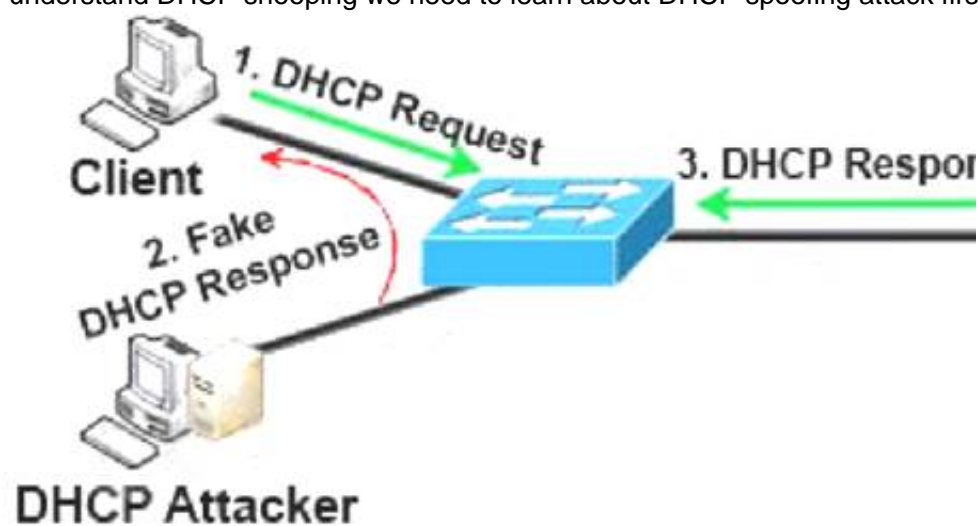 understand DHCP snooping we need to learn about DHCP spoofing attack
1. DHCP Request
Client
3. DHCP Respon
2. Fake
DHCP Response
DHCP Attacker